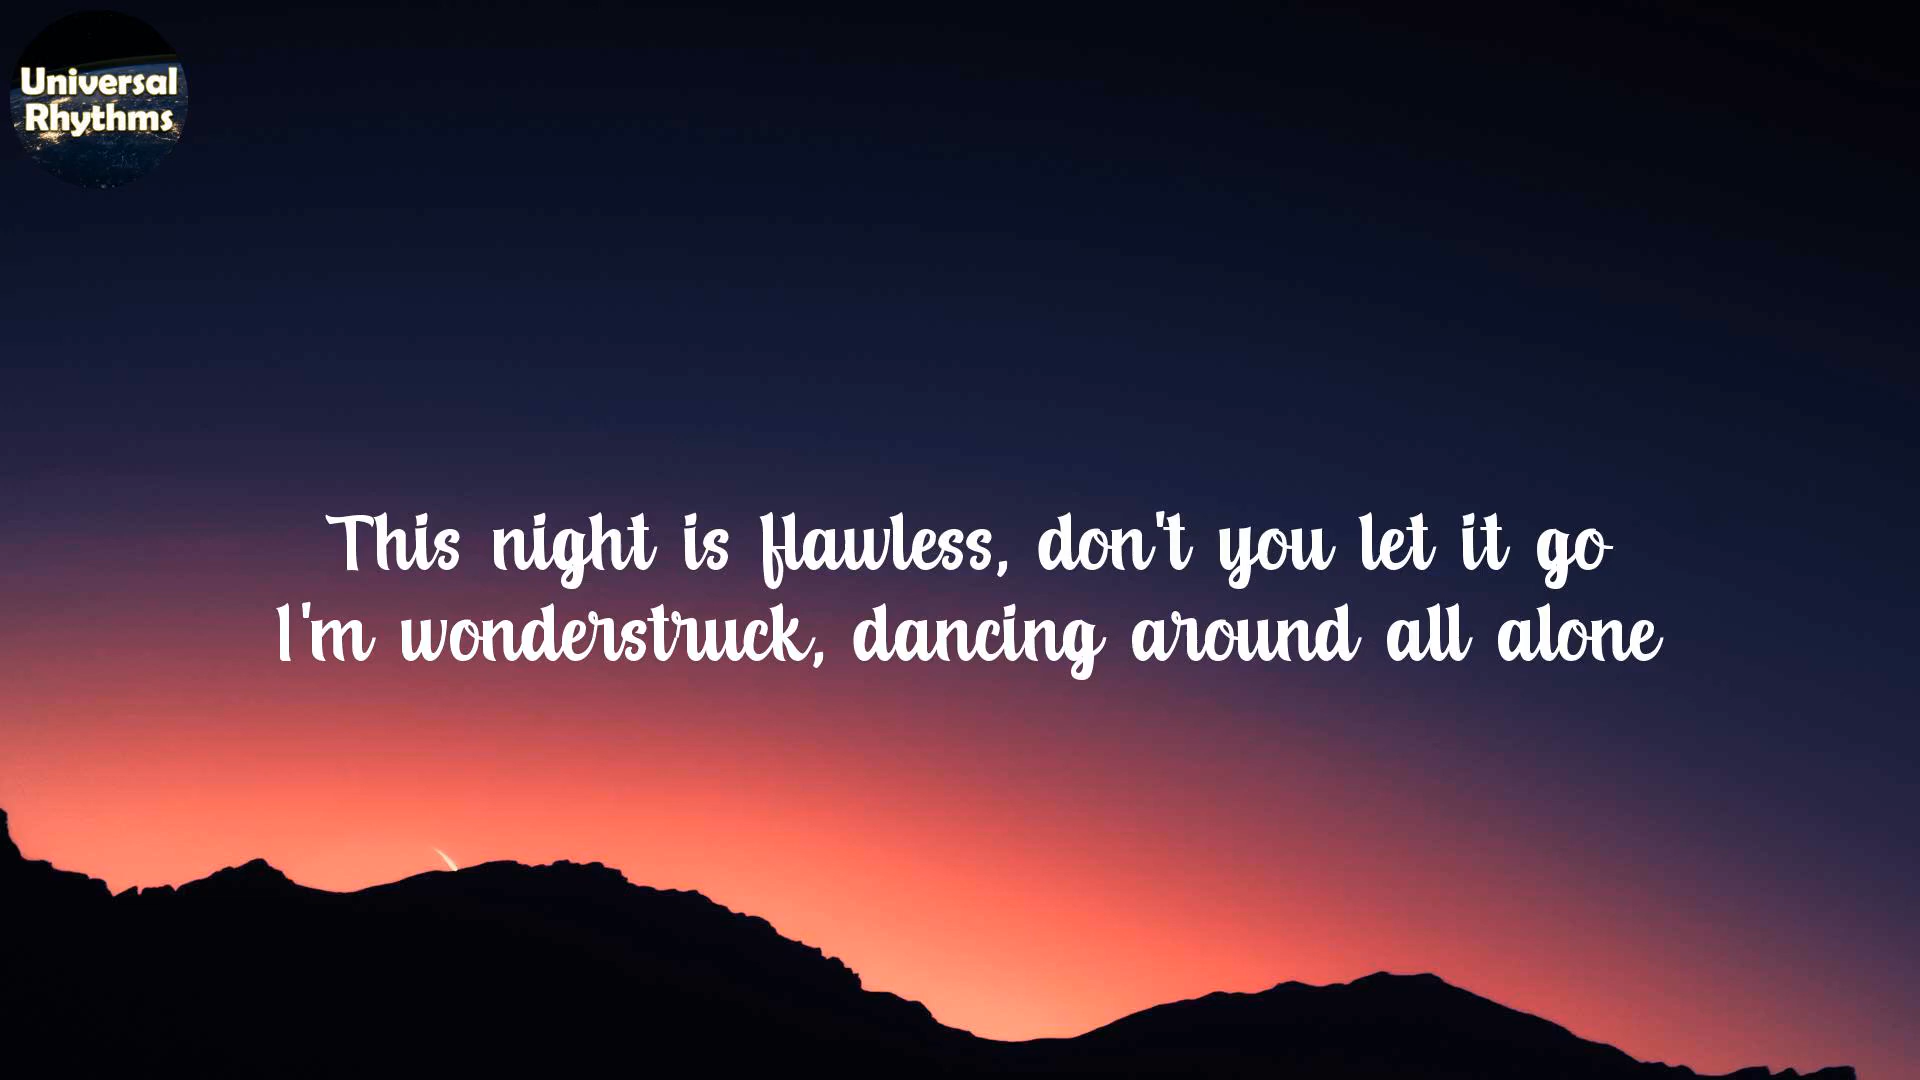 Universal
Rhythms
This night is flawless, don't you let it go
I'm wonderstruck, dancing around all alone